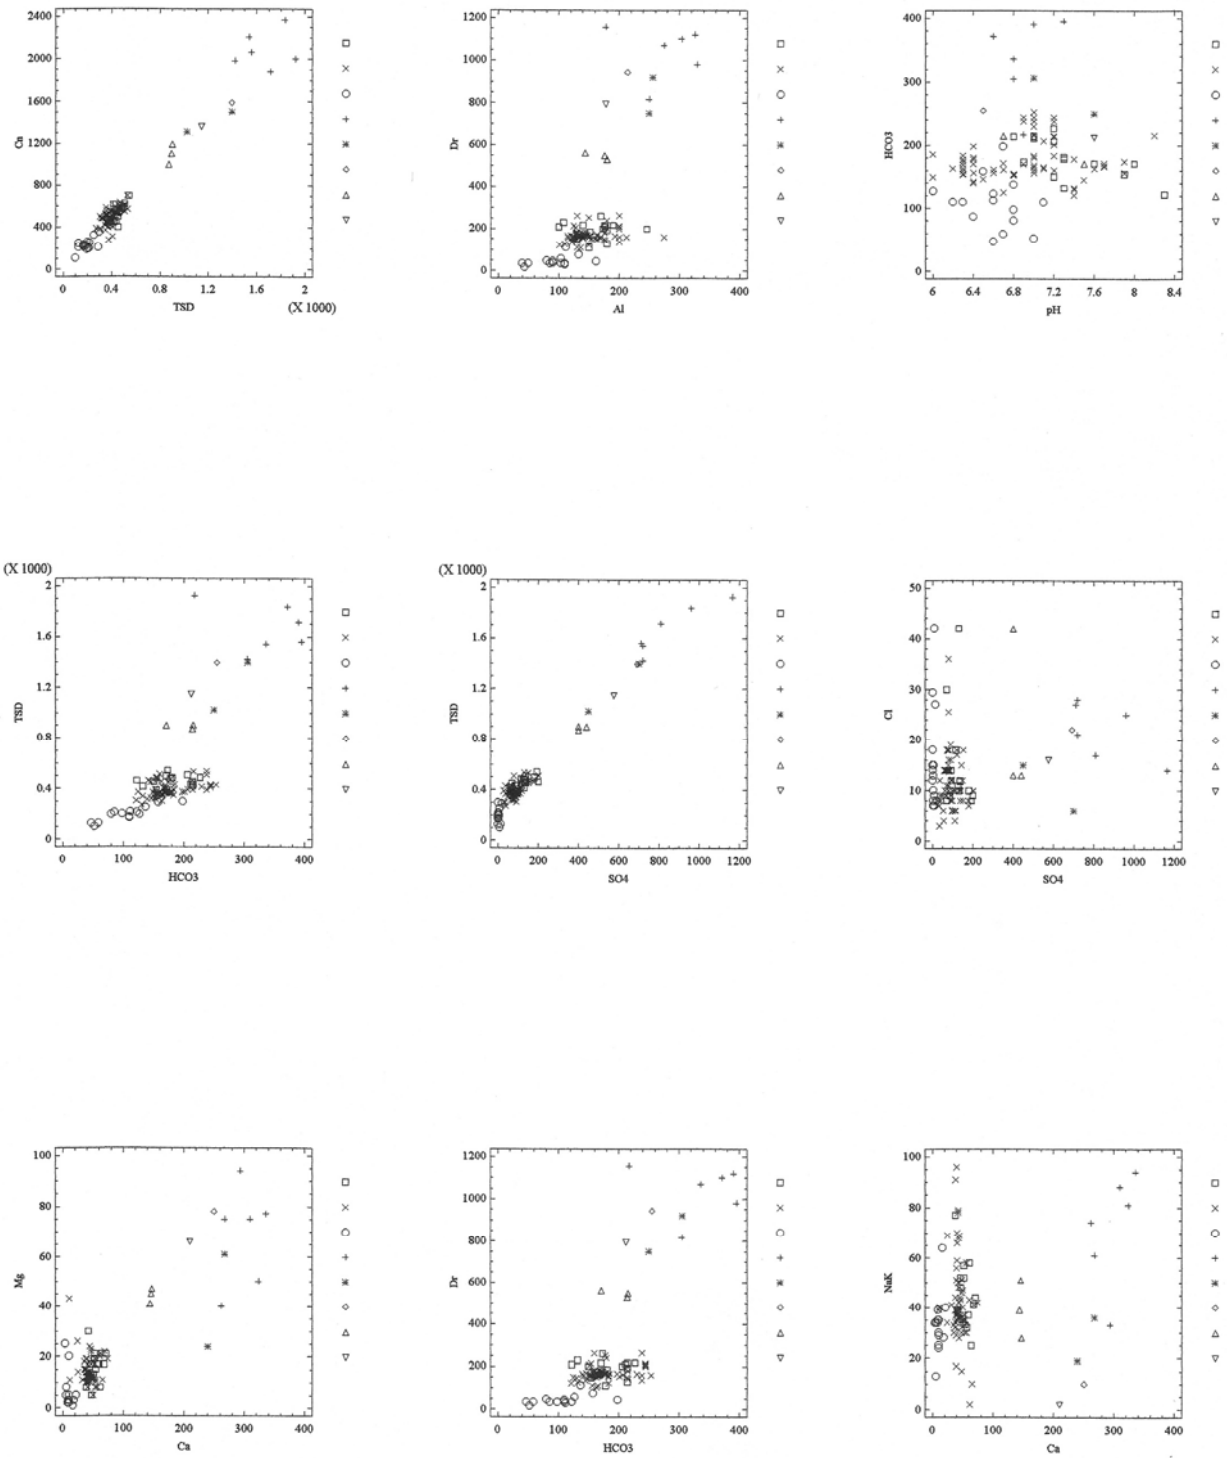 2400
2000
1600
1200
800
400
0
Cn
0 0.4 0.8 1.2 1.6 2
TSD (X 1000)
1200
1000
800
600
400
200
0
Dr
0 100 200 300 400
Al
400
300
200
100
0
HCO3
6 6.4 6.8 7.2 7.6 8 8.4
pH
(X 1000)
2
1.6
1.2
0.8
0.4
0
TSD
0 100 200 300 400
HCO3
(X 1000)
2
1.6
1.2
0.8
0.4
0
TSD
0 200 400 600 800 1000 1200
SO4
50
40
30
20
10
0
Cl
0 200 400 600 800 1000 1200
SO4
100
80
60
40
20
0
Mg
0 100 200 300 400
Ca
1200
1000
800
600
400
200
0
Dr
0 100 200 300 400
HCO3
100
80
60
40
20
0
NaK
0 100 200 300 400
Ca